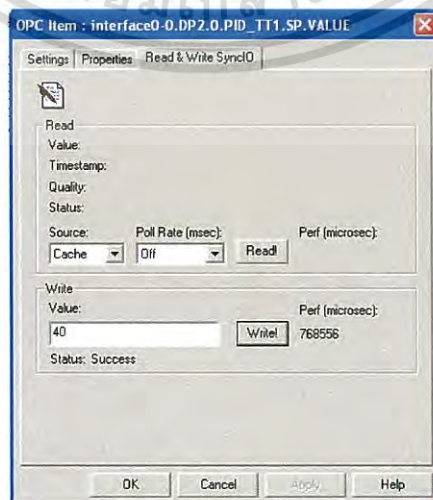 OPC Item : interface0-0.DP2.0.PID_TT1.SP.VALUE
Settings Properties Read & Write SyncIO
Read
Value:
Timestamp:
Quality:
Status:
Source: Poll Rate (msec): Perf (microsec):
Cache Off Read!
Write
Value: Perf (microsec):
40 Write! 768556
Status: Success
OK Cancel Apply Help